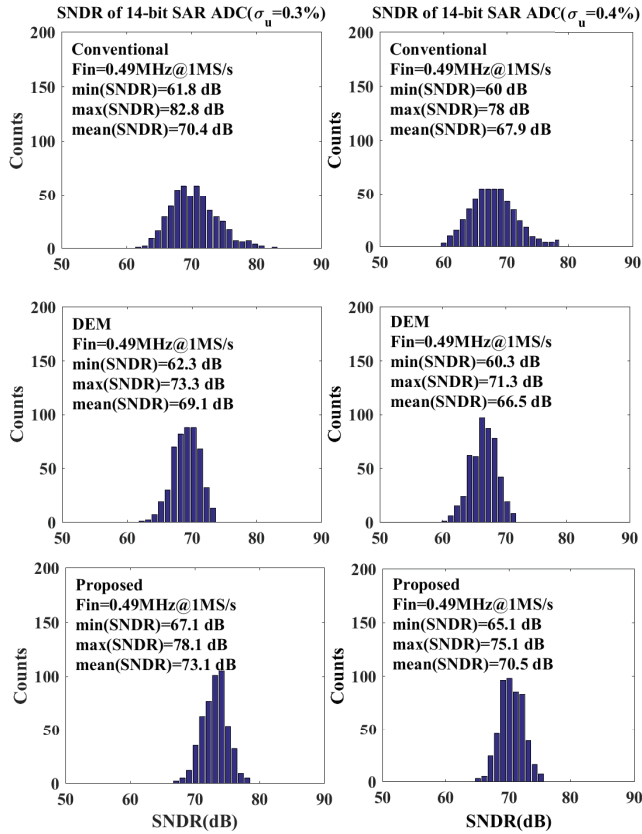 SNDR of 14-bit SAR ADC(σu=0.3%)
200
150
100
50
0
Counts
Conventional
Fin=0.49MHz@1MS/s
min(SNDR)=61.8 dB
max(SNDR)=82.8 dB
mean(SNDR)=70.4 dB
50 60 70 80 90
SNDR of 14-bit SAR ADC(σu=0.4%)
200
150
100
50
0
Counts
Conventional
Fin=0.49MHz@1MS/s
min(SNDR)=60 dB
max(SNDR)=78 dB
mean(SNDR)=67.9 dB
50 60 70 80 90
200
150
100
50
0
Counts
DEM
Fin=0.49MHz@1MS/s
min(SNDR)=62.3 dB
max(SNDR)=73.3 dB
mean(SNDR)=69.1 dB
50 60 70 80 90
200
150
100
50
0
Counts
DEM
Fin=0.49MHz@1MS/s
min(SNDR)=60.3 dB
max(SNDR)=71.3 dB
mean(SNDR)=66.5 dB
50 60 70 80 90
200
150
100
50
0
Counts
Proposed
Fin=0.49MHz@1MS/s
min(SNDR)=67.1 dB
max(SNDR)=78.1 dB
mean(SNDR)=73.1 dB
50 60 70 80 90
SNDR(dB)
200
150
100
50
0
Counts
Proposed
Fin=0.49MHz@1MS/s
min(SNDR)=65.1 dB
max(SNDR)=75.1 dB
mean(SNDR)=70.5 dB
50 60 70 80 90
SNDR(dB)